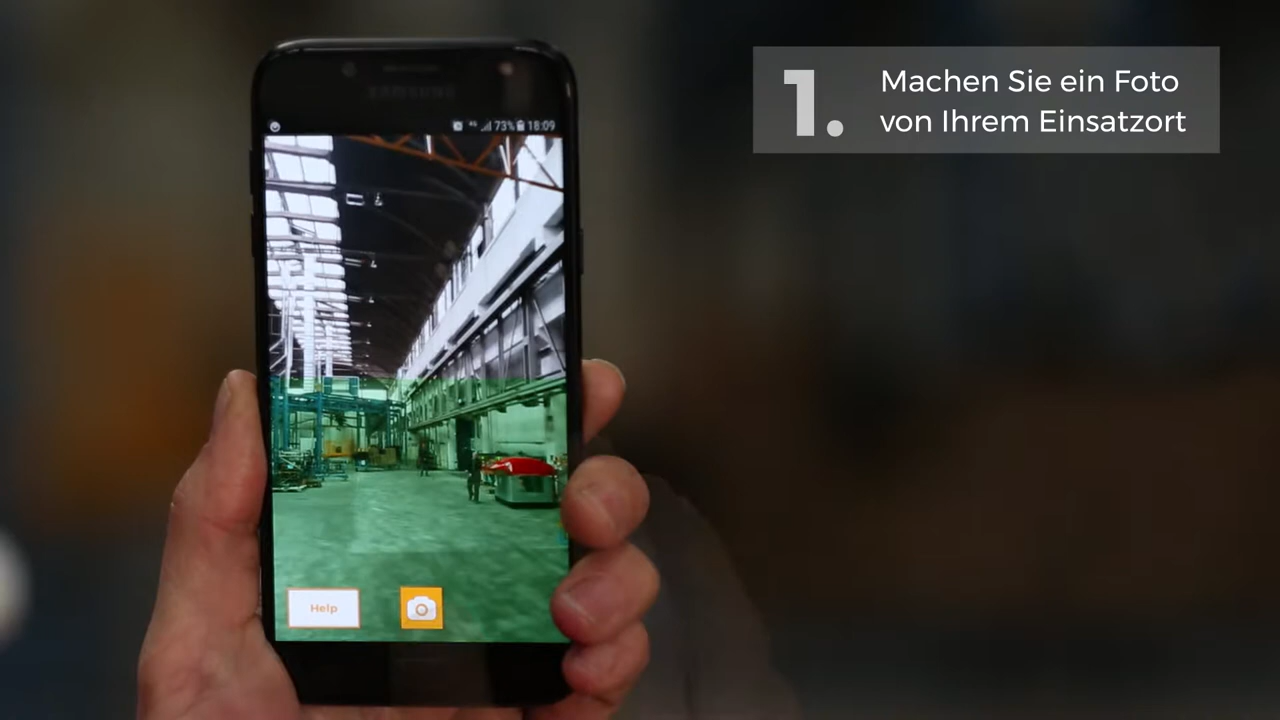 1.
Machen Sie ein Foto
von Ihrem Einsatzort
SAMSUNG
73% 18:09
Help